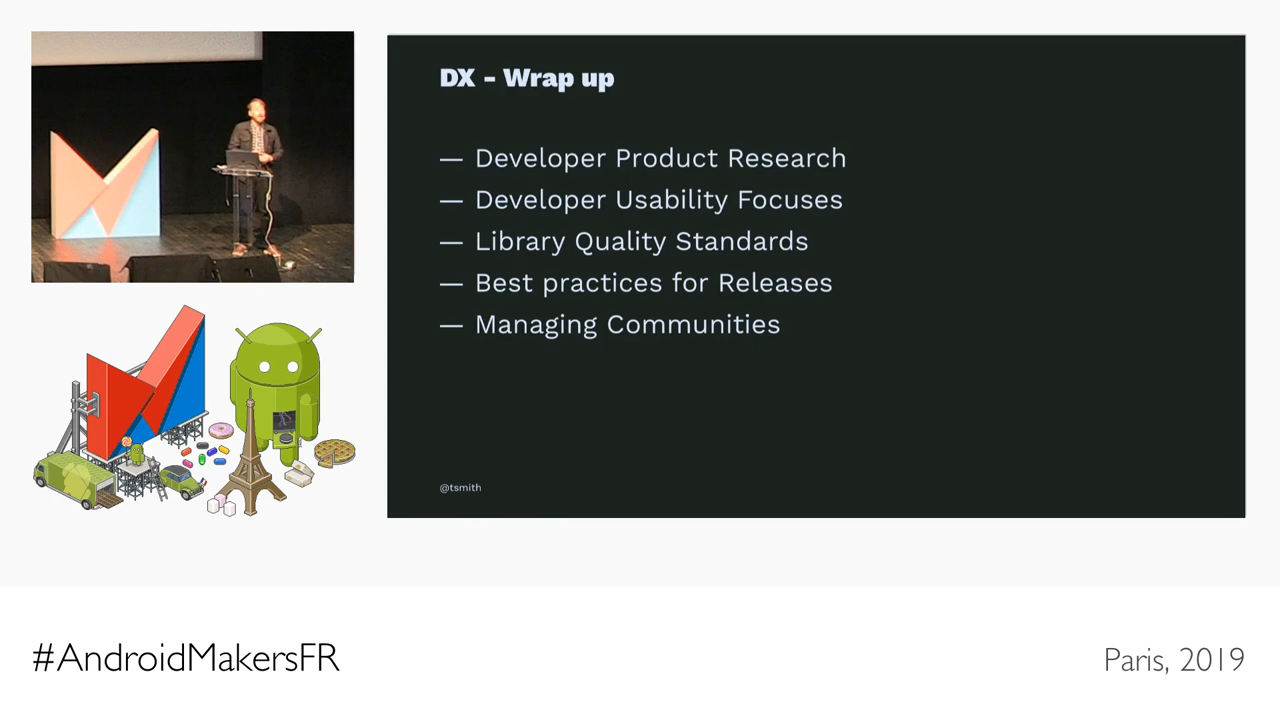 DX - Wrap up
— Developer Product Research
— Developer Usability Focuses
— Library Quality Standards
— Best practices for Releases
— Managing Communities
@tsmith
#AndroidMakersFR
Paris, 2019